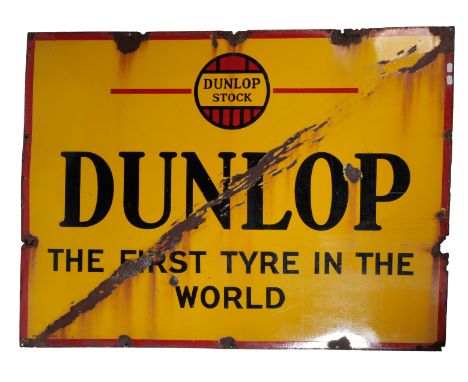 DUNLOP
STOCK
DUNLOP
THE FIRST TYRE IN THE
WORLD